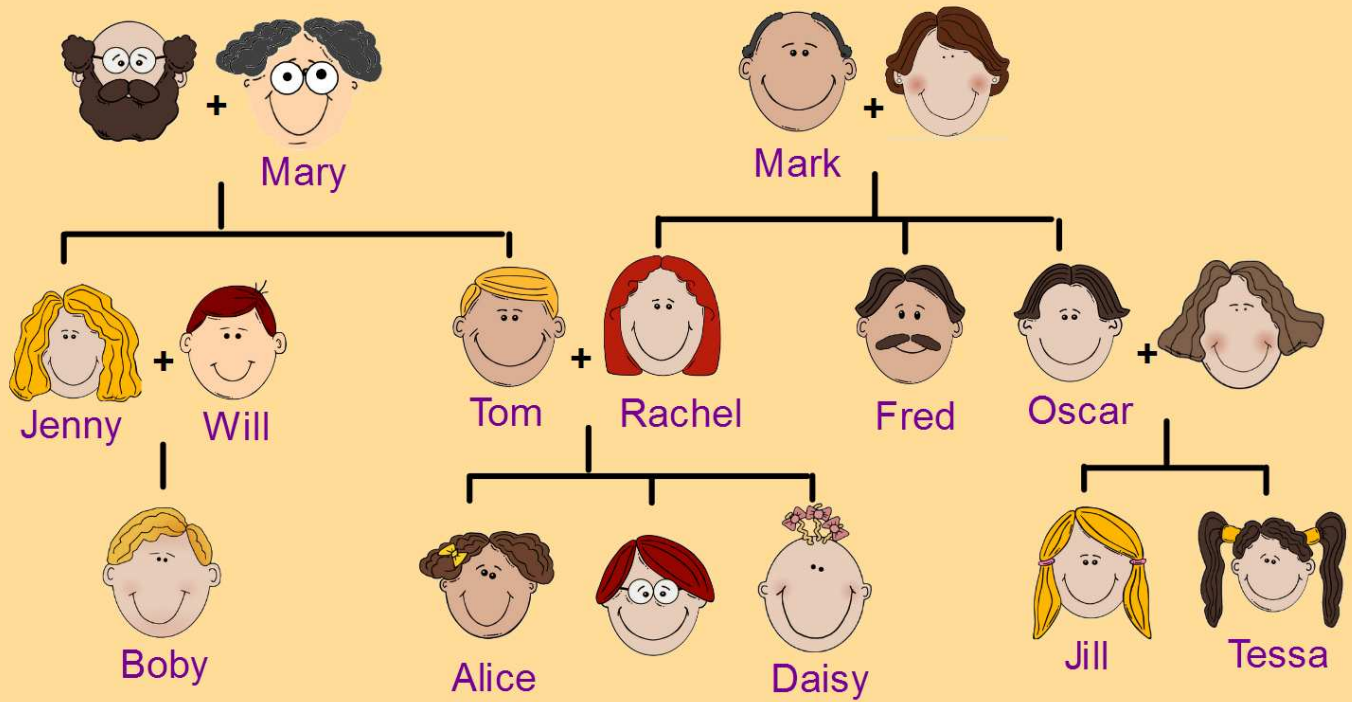 +
Mary
+
Mark
+
Jenny
Will
+
Tom
Rachel
Fred
+
Oscar
Boby
Alice
Daisy
Jill
Tessa